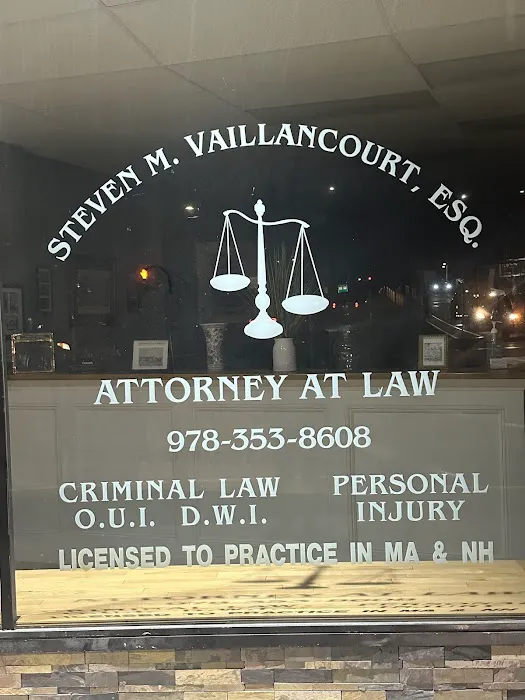 STEVEN M. VAILLANCOURT, ESQ.
ATTORNEY AT LAW
978-353-8608
CRIMINAL LAW
O.U.I. D.W.I.
PERSONAL
INJURY
LICENSED TO PRACTICE IN MA & NH